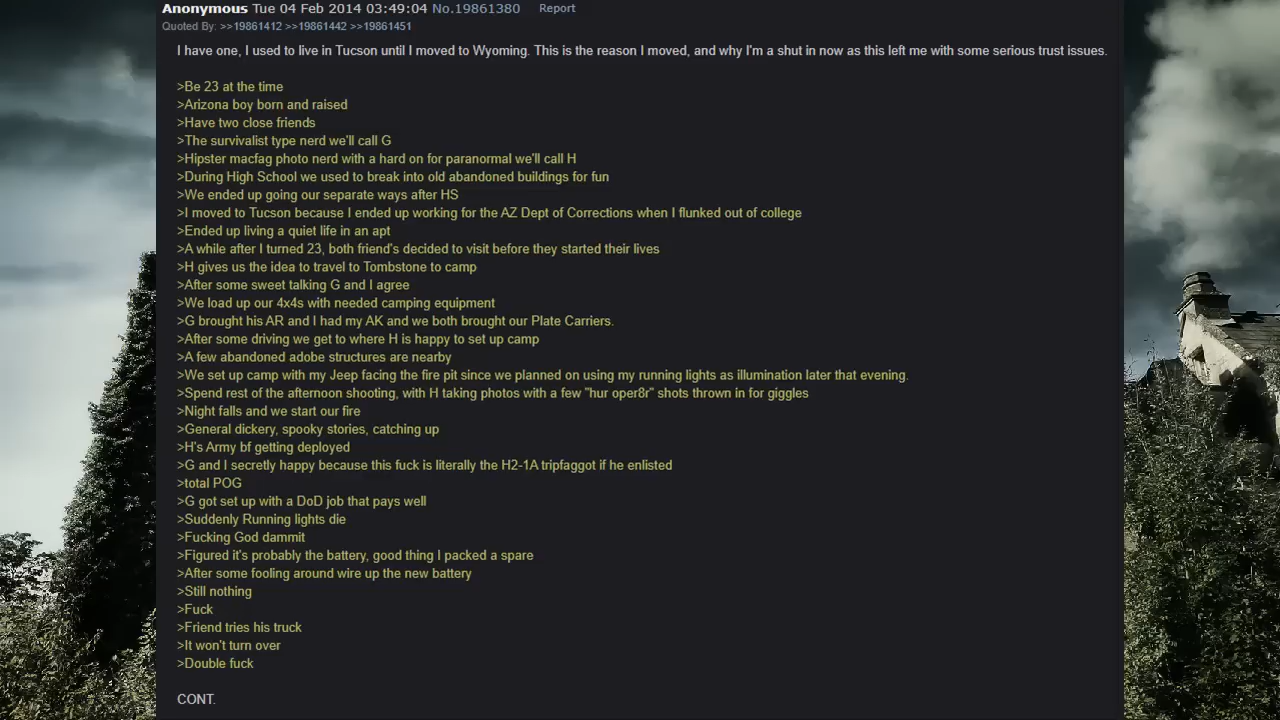 Anonymous Tue 04 Feb 2014 03:49:04 No.19861380 Report
Quoted By: >>19861412 >>19861442 >>19861451
I have one, I used to live in Tucson until I moved to Wyoming. This is the reason I moved, and why I'm a shut in now as this left me with some serious trust issues.
>Be 23 at the time
>Arizona boy born and raised
>Have two close friends
>The survivalist type nerd we'll call G
>Hipster macfag photo nerd with a hard on for paranormal we'll call H
>During High School we used to break into old abandoned buildings for fun
>We ended up going our separate ways after HS
>I moved to Tucson because I ended up working for the AZ Dept of Corrections when I flunked out of college
>Ended up living a quiet life in an apt
>A while after I turned 23, both friend's decided to visit before they started their lives
>H gives us the idea to travel to Tombstone to camp
>After some sweet talking G and I agree
>We load up our 4x4s with needed camping equipment
>G brought his AR and I had my AK and we both brought our Plate Carriers.
>After some driving we get to where H is happy to set up camp
>A few abandoned adobe structures are nearby
>We set up camp with my Jeep facing the fire pit since we planned on using my running lights as illumination later that evening.
>Spend rest of the afternoon shooting, with H taking photos with a few "hur oper8r" shots thrown in for giggles
>Night falls and we start our fire
>General dickery, spooky stories, catching up
>H's Army bf getting deployed
>G and I secretly happy because this fuck is literally the H2-1A tripfaggot if he enlisted
>total POG
>G got set up with a DoD job that pays well
>Suddenly Running lights die
>Fucking God dammit
>Figured it's probably the battery, good thing I packed a spare
>After some fooling around wire up the new battery
>Still nothing
>Fuck
>Friend tries his truck
>It won't turn over
>Double fuck
CONT.